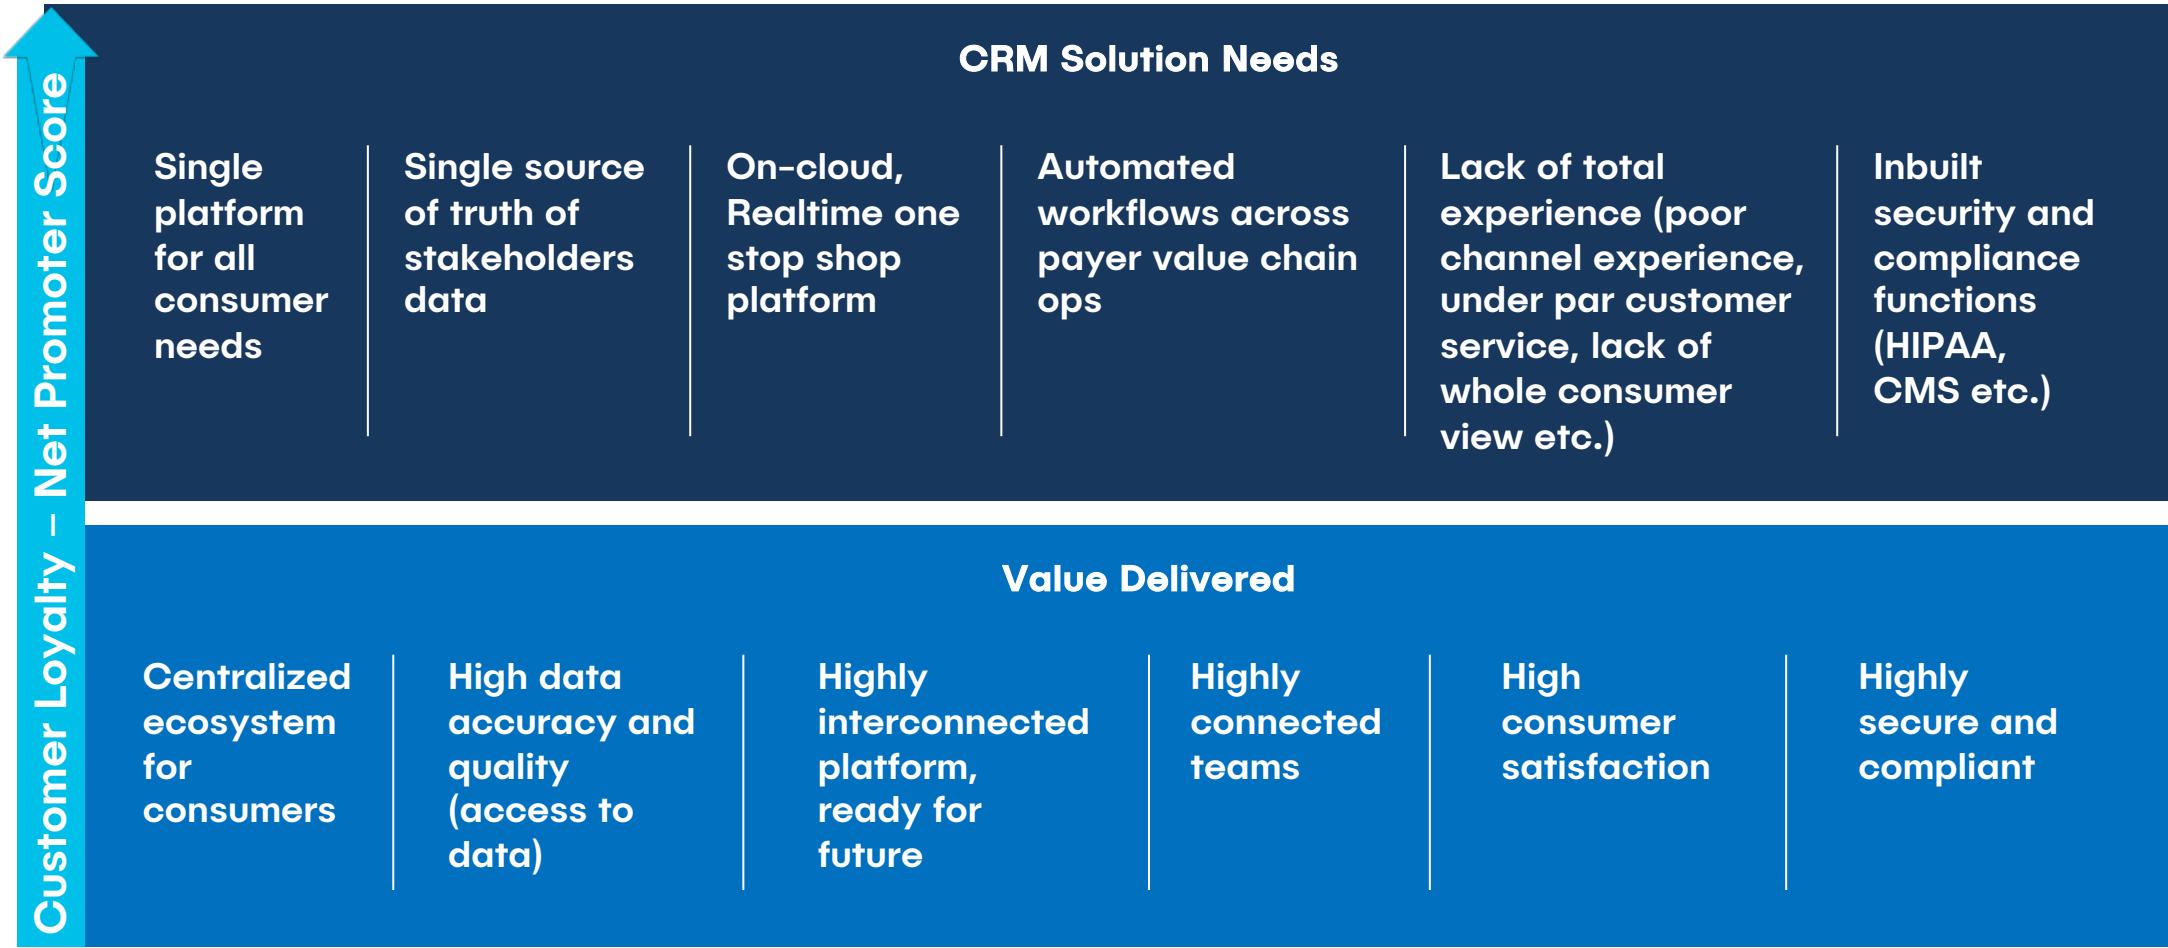 Customer Loyalty – Net Promoter Score
CRM Solution Needs
Single
platform
for all
consumer
needs
Single source
of truth of
stakeholders
data
On-cloud,
Realtime one
stop shop
platform
Automated
workflows across
payer value chain
ops
Lack of total
experience (poor
channel experience,
under par customer
service, lack of
whole consumer
view etc.)
Inbuilt
security and
compliance
functions
(HIPAA,
CMS etc.)
Value Delivered
Centralized
ecosystem
for
consumers
High data
accuracy and
quality
(access to
data)
Highly
interconnected
platform,
ready for
future
Highly
connected
teams
High
consumer
satisfaction
Highly
secure and
compliant